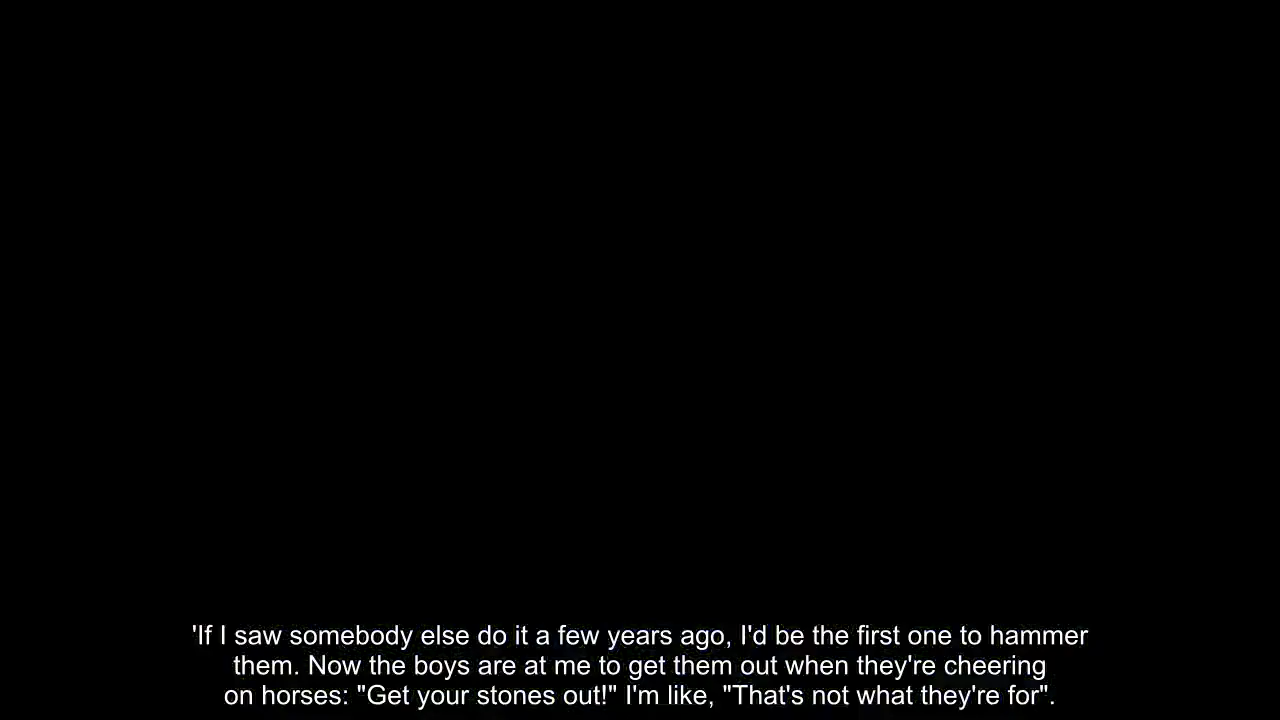 'If I saw somebody else do it a few years ago, I'd be the first one to hammer
them. Now the boys are at me to get them out when they're cheering
on horses: "Get your stones out!" I'm like, "That's not what they're for".